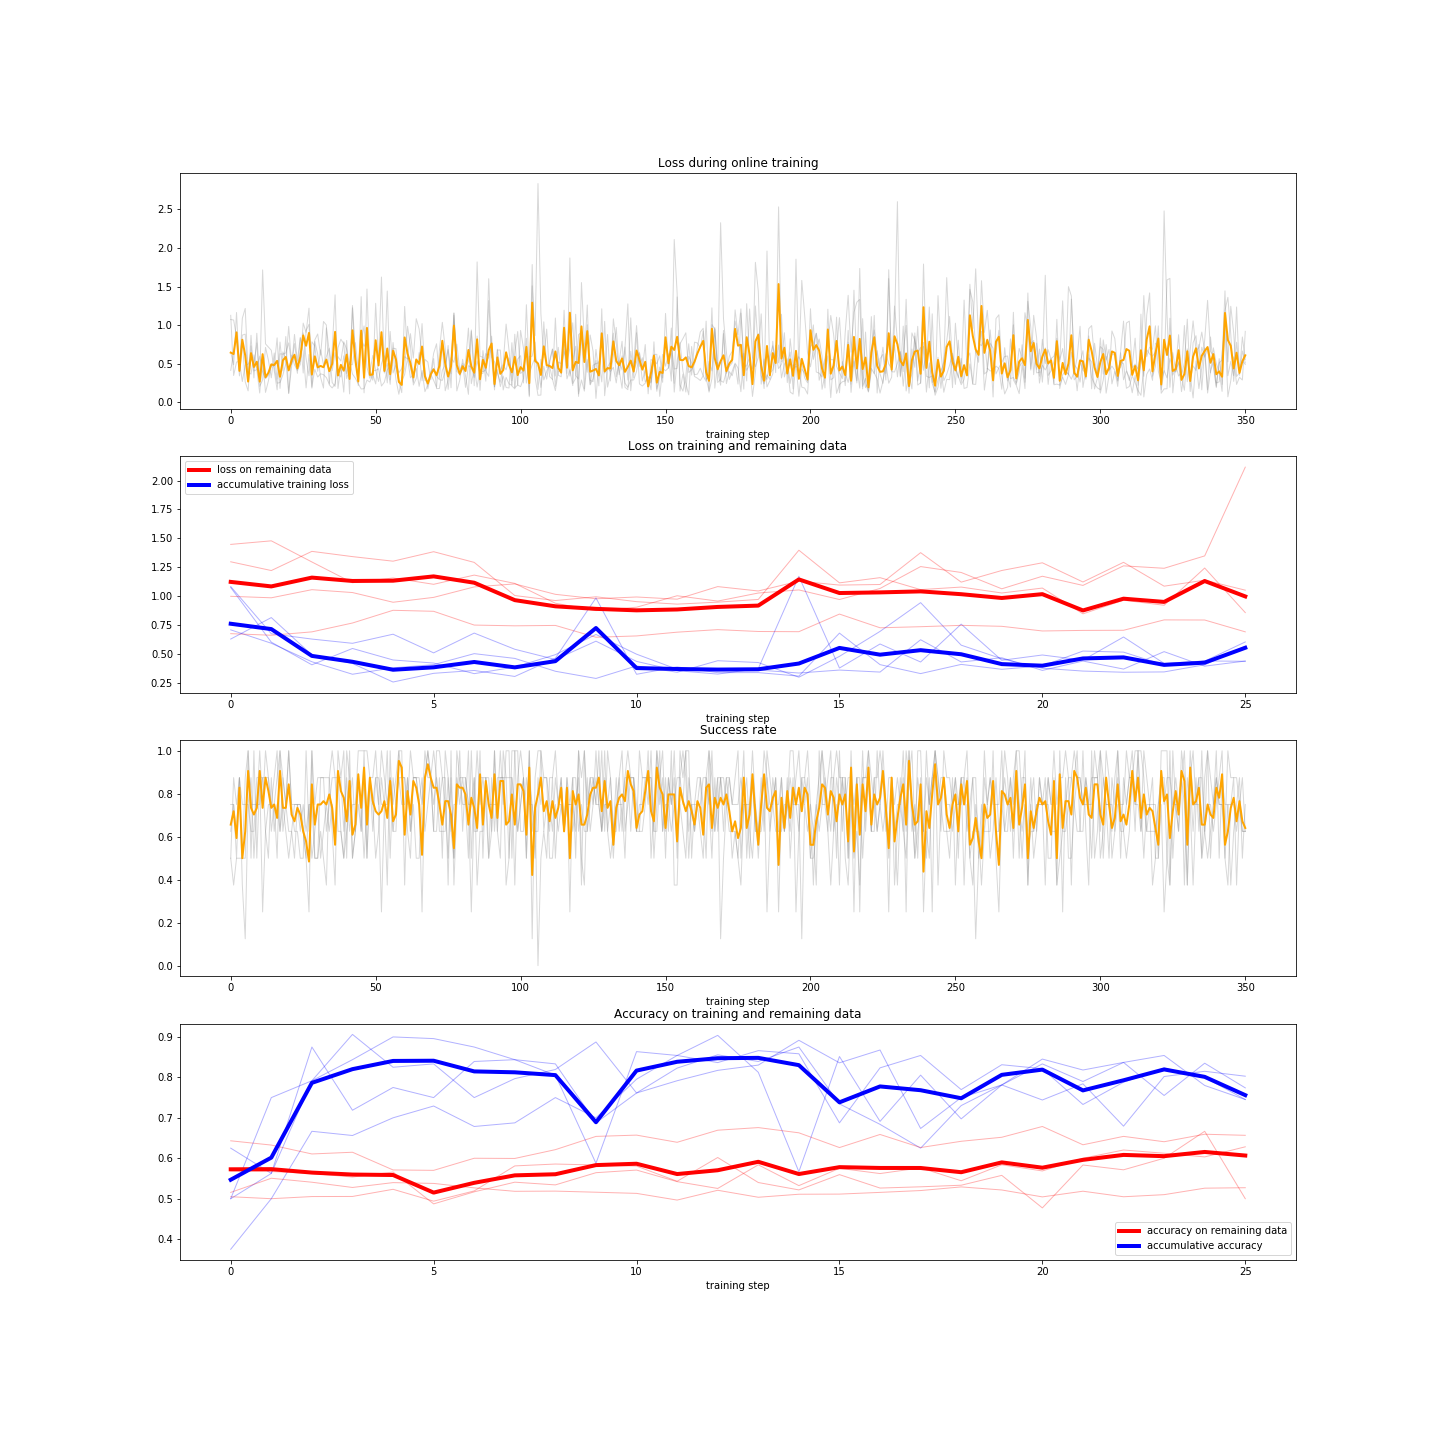 Loss during online training
2.5
2.0
1.5
1.0
0.5
0.0
0 50 100 150 200 250 300 350
training step
Loss on training and remaining data
loss on remaining data
accumulative training loss
2.00
1.75
1.50
1.25
1.00
0.75
0.50
0.25
0 5 10 15 20 25
training step
Success rate
1.0
0.8
0.6
0.4
0.2
0.0
0 50 100 150 200 250 300 350
training step
Accuracy on training and remaining data
0.9
0.8
0.7
0.6
0.5
0.4
accuracy on remaining data
accumulative accuracy
0 5 10 15 20 25
training step